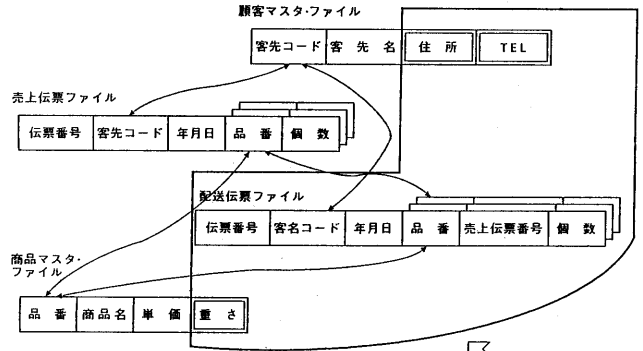 顧客マスタ・ファイル
客先コード 客先名 住所 TEL
売上伝票ファイル
伝票番号 客先コード 年月日 品番 個数
配送伝票ファイル
伝票番号 客名コード 年月日 品番 売上伝票番号 個数
商品マスタ・
ファイル
品番 商品名 単価 重さ